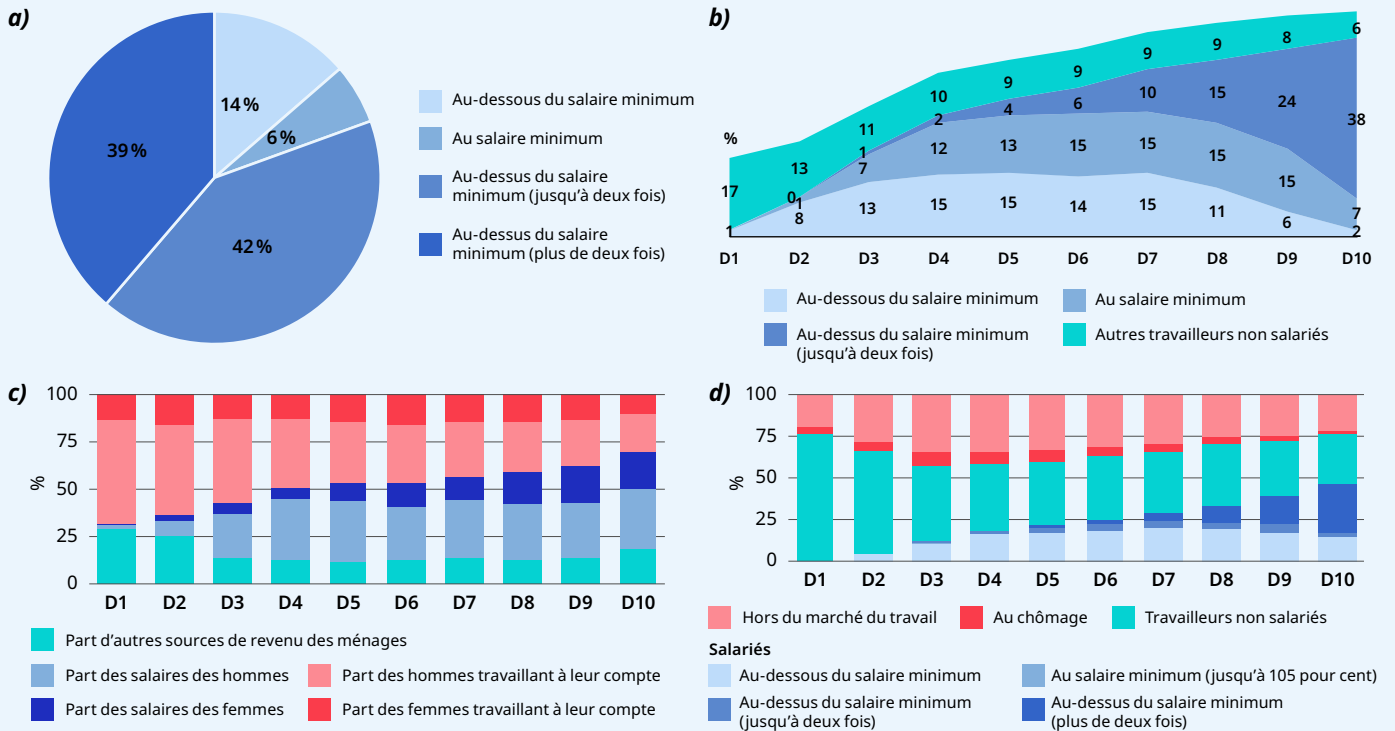 a)
14 %
6 %
39 %
42 %
Au-dessous du salaire minimum
Au salaire minimum
Au-dessus du salaire
minimum (jusqu'à deux fois)
Au-dessus du salaire
minimum (plus de deux fois)
b)
%
17 13 11 10 9 9 9 9 8 6
0 1 2 4 6 10 15 24 38
1 7 12 13 15 15 15 15 7
1 8 13 15 15 14 15 11 6 2
D1 D2 D3 D4 D5 D6 D7 D8 D9 D10
Au-dessous du salaire minimum
Au salaire minimum
Au-dessus du salaire minimum
(jusqu'à deux fois)
Autres travailleurs non salariés
c)
%
100
75
50
25
0
D1 D2 D3 D4 D5 D6 D7 D8 D9 D10
Part d'autres sources de revenu des ménages
Part des salaires des hommes
Part des hommes travaillant à leur compte
Part des salaires des femmes
Part des femmes travaillant à leur compte
d)
%
100
75
50
25
0
D1 D2 D3 D4 D5 D6 D7 D8 D9 D10
Hors du marché du travail
Au chômage
Travailleurs non salariés
Salariés
Au-dessous du salaire minimum
Au salaire minimum (jusqu'à 105 pour cent)
Au-dessus du salaire minimum
(jusqu'à deux fois)
Au-dessus du salaire minimum
(plus de deux fois)